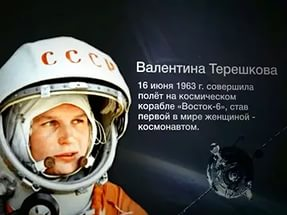 СССР
Валентина Терешкова
16 июня 1963 г. совершила
полёт на космическом
корабле «Восток-6», став
первой в мире женщиной -
космонавтом.